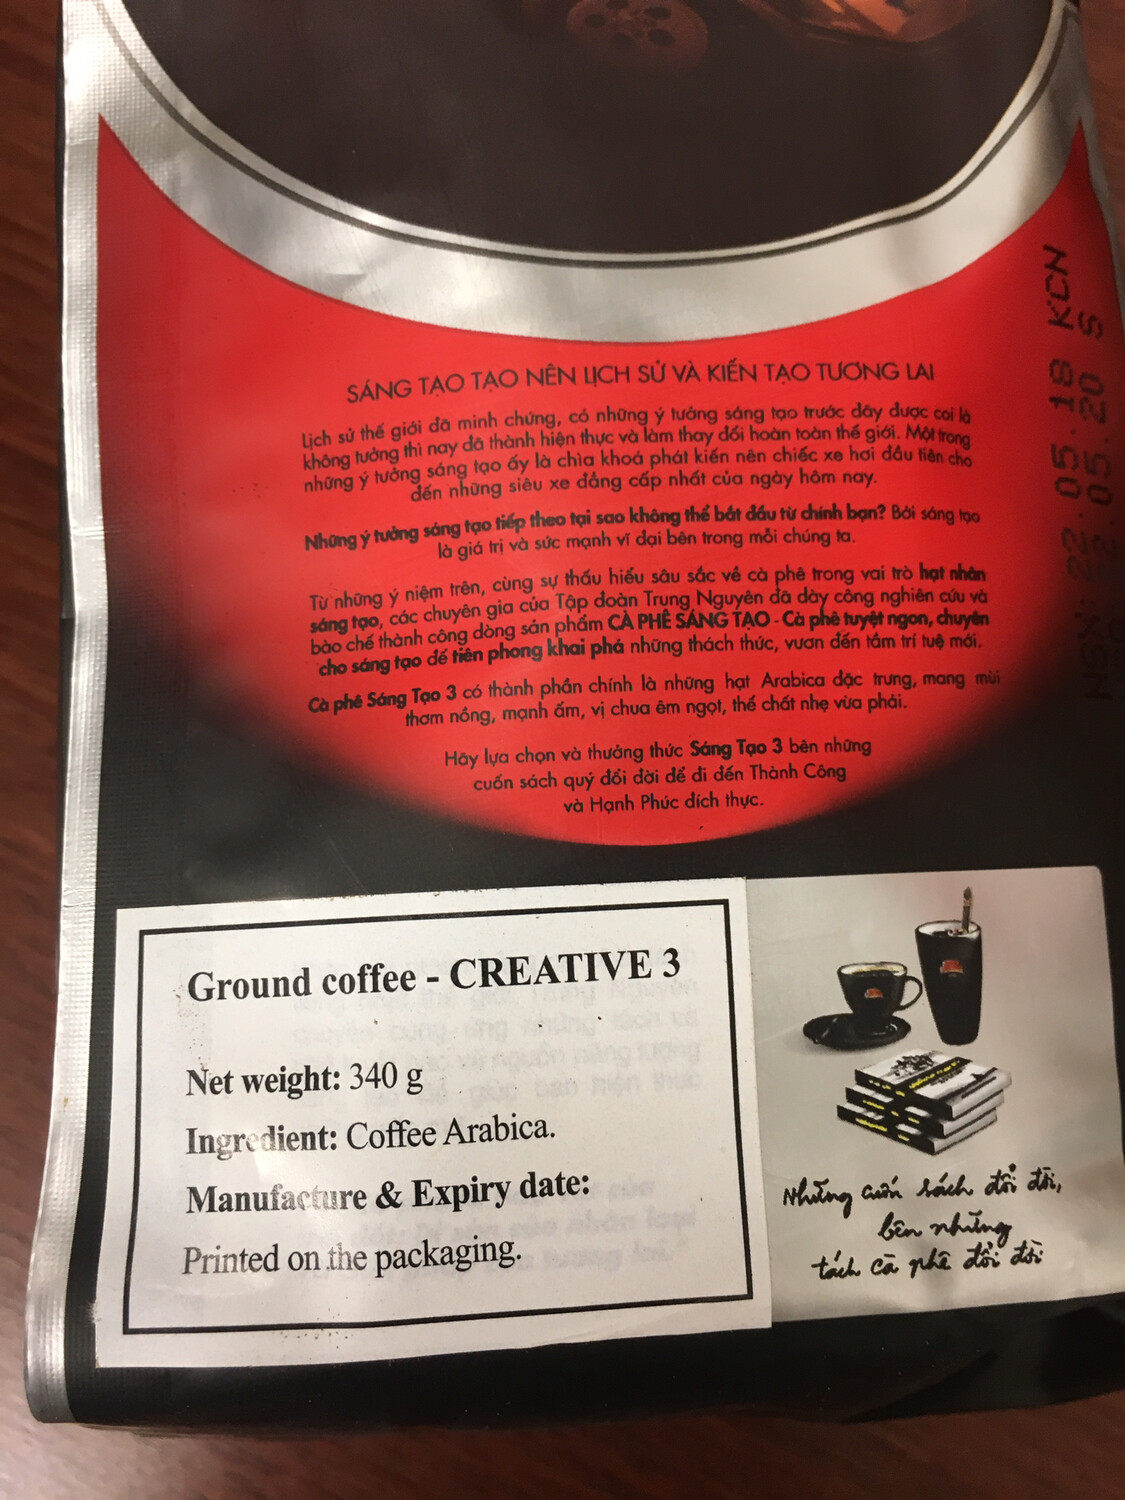 SÁNG TẠO TẠO NÊN LỊCH SỬ VÀ KIẾN TẠO TƯƠNG LAI
Lịch sử thế giới đã minh chứng, có những ý tưởng sáng tạo trước đây được coi là
không tưởng thì nay đã thành hiện thực và làm thay đổi hoàn toàn thế giới. Một trong
những ý tưởng sáng tạo ấy là chìa khoá phát kiến nên chiếc xe hơi đầu tiên cho
đến những siêu xe đẳng cấp nhất của ngày hôm nay.
Những ý tưởng sáng tạo tiếp theo tại sao không thể bắt đầu từ chính bạn? Bởi sáng tạo
là giá trị và sức mạnh vĩ đại bên trong mỗi chúng ta.
Từ những ý niệm trên, cùng sự thấu hiểu sâu sắc về cà phê trong vai trò hạt nhân
sáng tạo, các chuyên gia của Tập đoàn Trung Nguyên đã dày công nghiên cứu và
bào chế thành công dòng sản phẩm CÀ PHÊ SÁNG TẠO - Cà phê tuyệt ngon, chuyên
cho sáng tạo để tiên phong khai phá những thách thức, vươn đến tầm trí tuệ mới.
Cà phê Sáng Tạo 3 có thành phần chính là những hạt Arabica đặc trưng, mang mùi
thơm nồng, mạnh ấm, vị chua êm ngọt, thể chất nhẹ vừa phải.
Hãy lựa chọn và thưởng thức Sáng Tạo 3 bên những
cuốn sách quý đổi đời để đi đến Thành Công
và Hạnh Phúc đích thực.
NSX: 22.05.18 KCN
.05.20 S
Ground coffee - CREATIVE 3
Net weight: 340 g
Ingredient: Coffee Arabica.
Manufacture & Expiry date:
Printed on the packaging.
Những cuốn sách đổi đời,
bên những
tách cà phê đổi đời